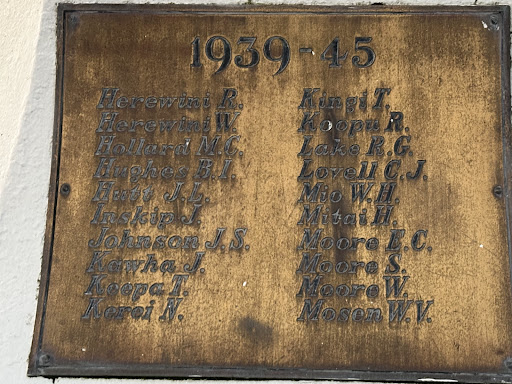 1939-45
Herewini R.
Herewini W.
Hollard M.C.
Hughes B.I.
Hutt J.L.
Inskip J.
Johnson J.S.
Kawha J.
Keepa T.
Kerei N.
Kingi T.
Koopu R.
Lake R.G.
Lovell C.J.
Mio W.H.
Mitai H.
Moore E.C.
Moore S.
Moore W.
Mosen W.V.